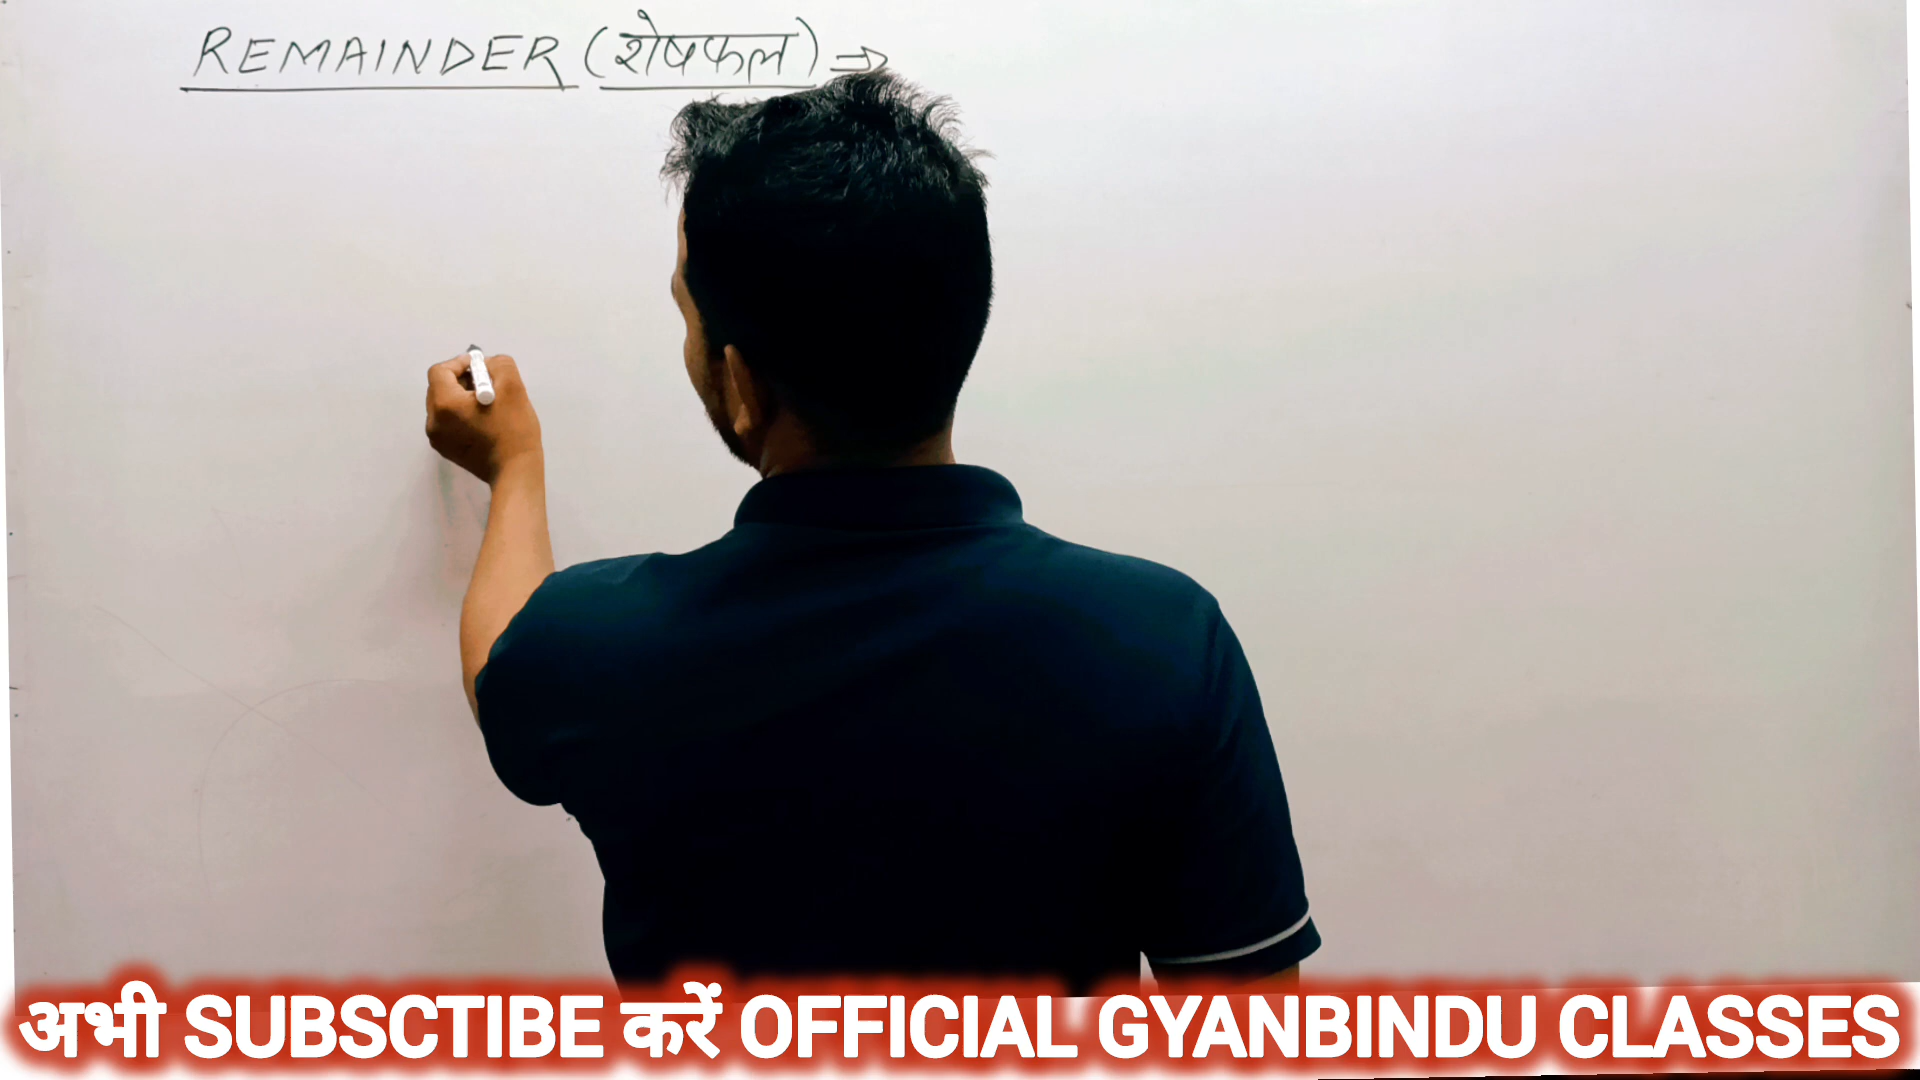 REMAINDER (शेषफल) ⇒
अभी SUBSCTIBE करें OFFICIAL GYANBINDU CLASSES